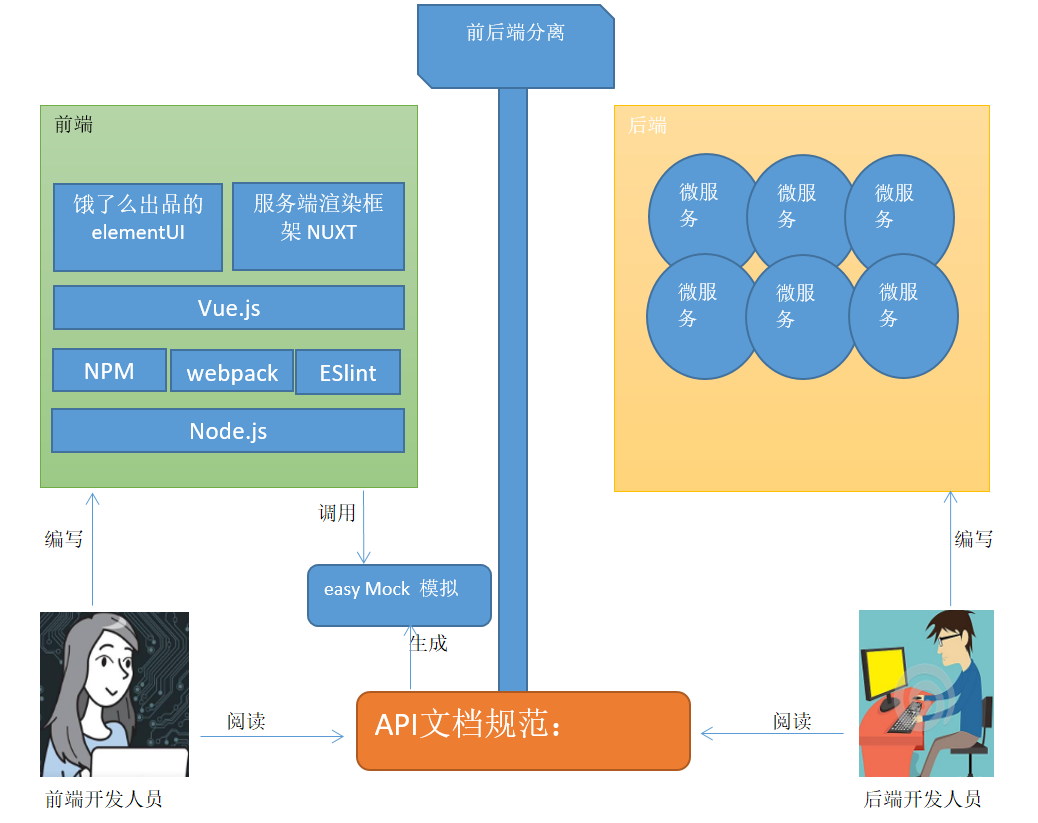 前后端分离
前端
饿了么出品的
elementUI
服务端渲染框
架 NUXT
Vue.js
NPM
webpack
ESlint
Node.js
后端
微服
务
微服
务
微服
务
微服
务
微服
务
微服
务
编写
调用
easy Mock 模拟
生成
编写
阅读
API文档规范：
阅读
前端开发人员
后端开发人员